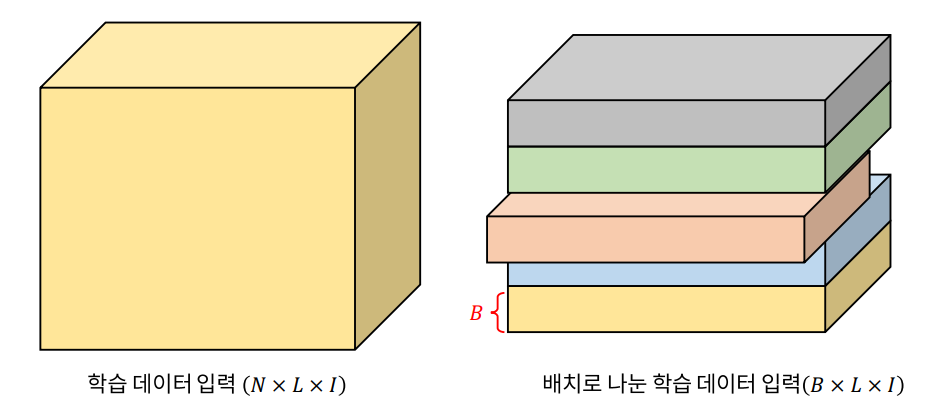 B
학습 데이터 입력 (N × L × I)
배치로 나눈 학습 데이터 입력(B × L × I)